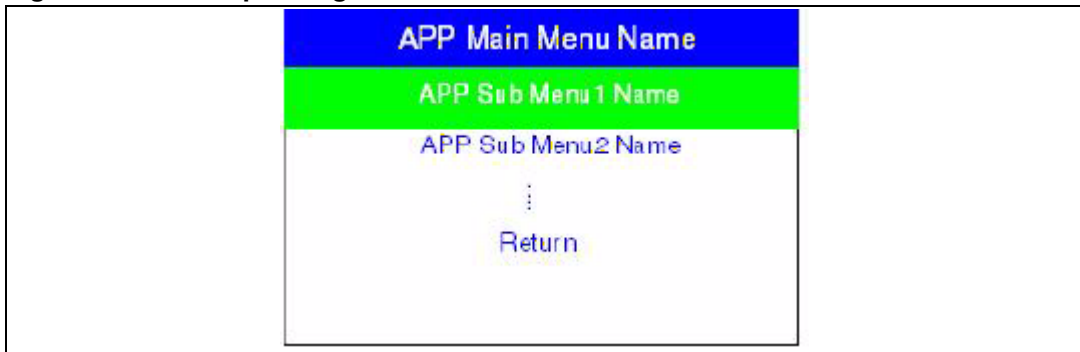 APP Main Menu Name
APP Sub Menu1 Name
APP Sub Menu2 Name
⋮
Return